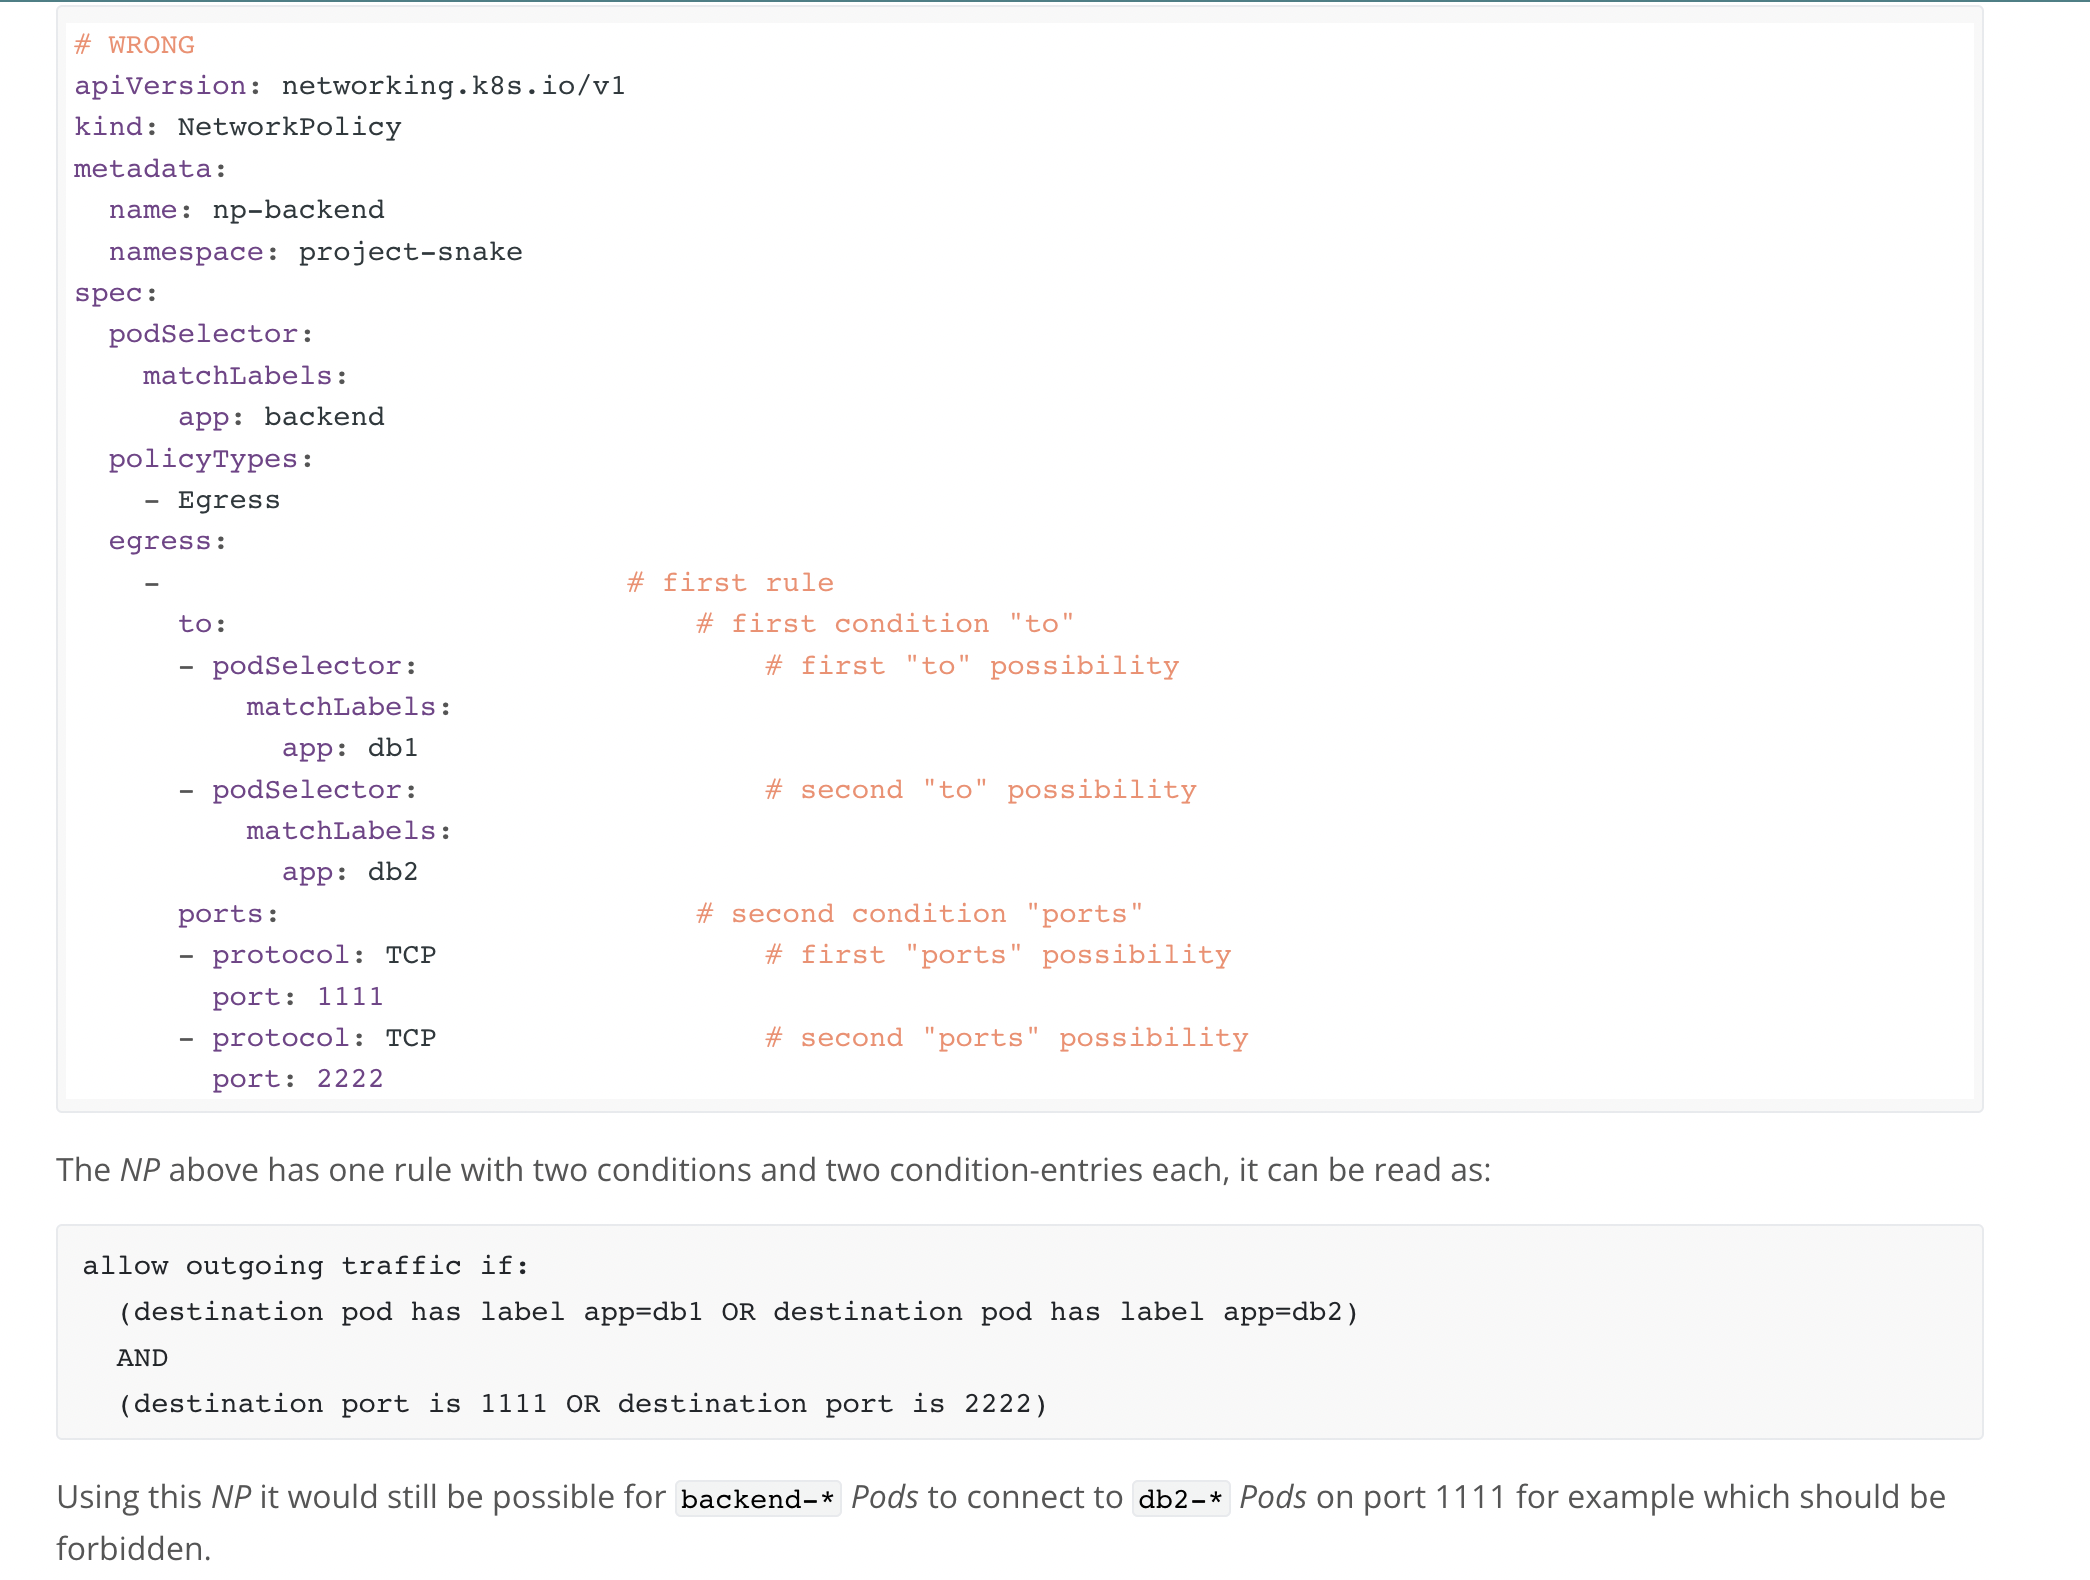 # WRONG
apiVersion: networking.k8s.io/v1
kind: NetworkPolicy
metadata:
  name: np-backend
  namespace: project-snake
spec:
  podSelector:
    matchLabels:
      app: backend
  policyTypes:
    - Egress
  egress:
    -                           # first rule
      to:                           # first condition "to"
      - podSelector:                    # first "to" possibility
          matchLabels:
            app: db1
      - podSelector:                    # second "to" possibility
          matchLabels:
            app: db2
      ports:                        # second condition "ports"
      - protocol: TCP                   # first "ports" possibility
        port: 1111
      - protocol: TCP                   # second "ports" possibility
        port: 2222
The NP above has one rule with two conditions and two condition-entries each, it can be read as:
allow outgoing traffic if:
  (destination pod has label app=db1 OR destination pod has label app=db2)
  AND
  (destination port is 1111 OR destination port is 2222)
Using this NP it would still be possible for backend-* Pods to connect to db2-* Pods on port 1111 for example which should be
forbidden.